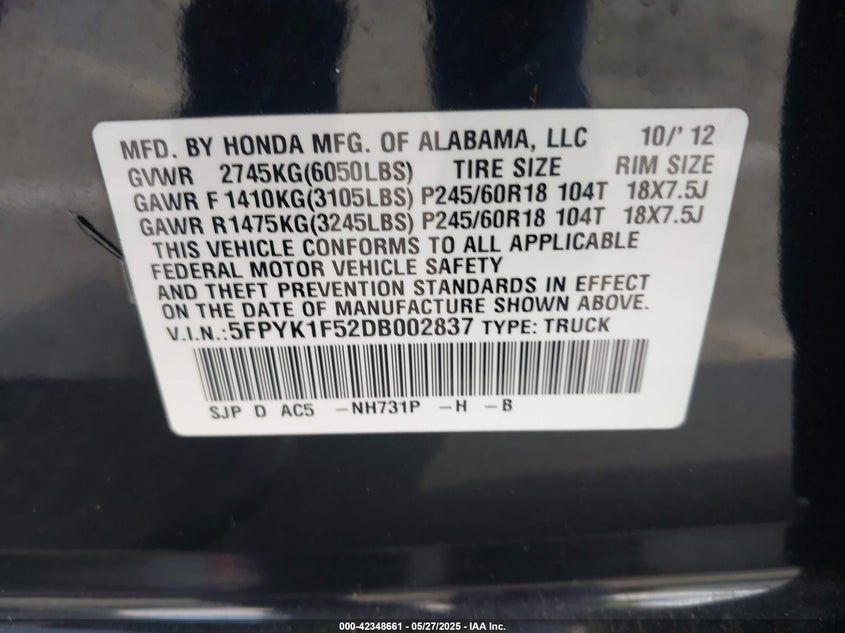 MFD. BY HONDA MFG. OF ALABAMA, LLC 10/' 12
GVWR 2745KG(6050LBS) TIRE SIZE RIM SIZE
GAWR F 1410KG(3105LBS) P245/60R18 104T 18X7.5J
GAWR R1475KG(3245LBS) P245/60R18 104T 18X7.5J
THIS VEHICLE CONFORMS TO ALL APPLICABLE
FEDERAL MOTOR VEHICLE SAFETY
AND THEFT PREVENTION STANDARDS IN EFFECT
ON THE DATE OF MANUFACTURE SHOWN ABOVE.
V.I.N.:5FPYK1F52DB002837 TYPE: TRUCK
SJP D AC5 -NH731P -H -B
000-42348661 - 05/27/2025 - IAA Inc.